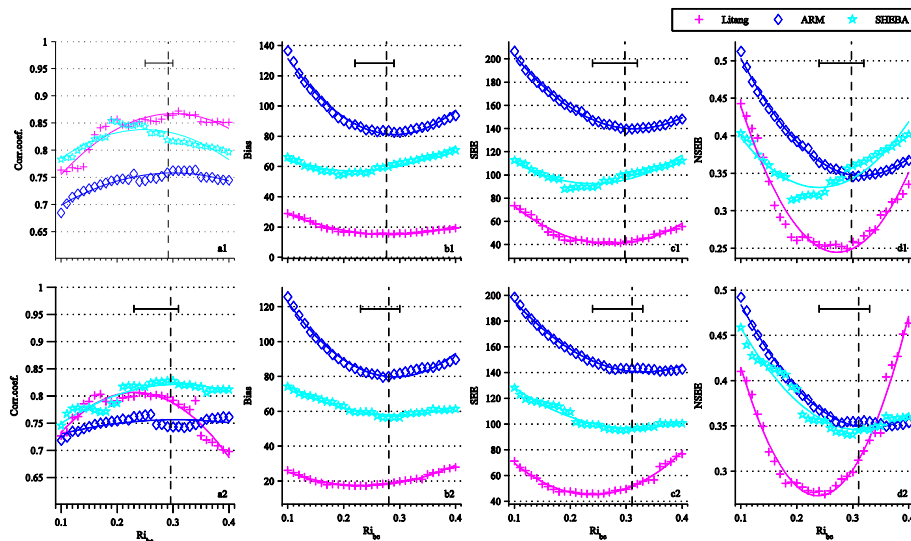 Litang ARM SHEBA
1
0.95
0.9
0.85
0.8
0.75
0.7
0.65
Corr.coef.
a1
140
120
100
80
60
40
20
0
Bias
b1
200
180
160
140
120
100
80
60
40
SEE
c1
0.5
0.45
0.4
0.35
0.3
0.25
NSEE
d1
1
0.95
0.9
0.85
0.8
0.75
0.7
0.65
Corr.coef.
a2
0.1 0.2 0.3 0.4
Ri_bc
120
100
80
60
40
20
Bias
b2
0.1 0.2 0.3 0.4
Ri_bc
200
180
160
140
120
100
80
60
40
SEE
c2
0.1 0.2 0.3 0.4
Ri_bc
0.5
0.45
0.4
0.35
0.3
NSEE
d2
0.1 0.2 0.3 0.4
Ri_bc